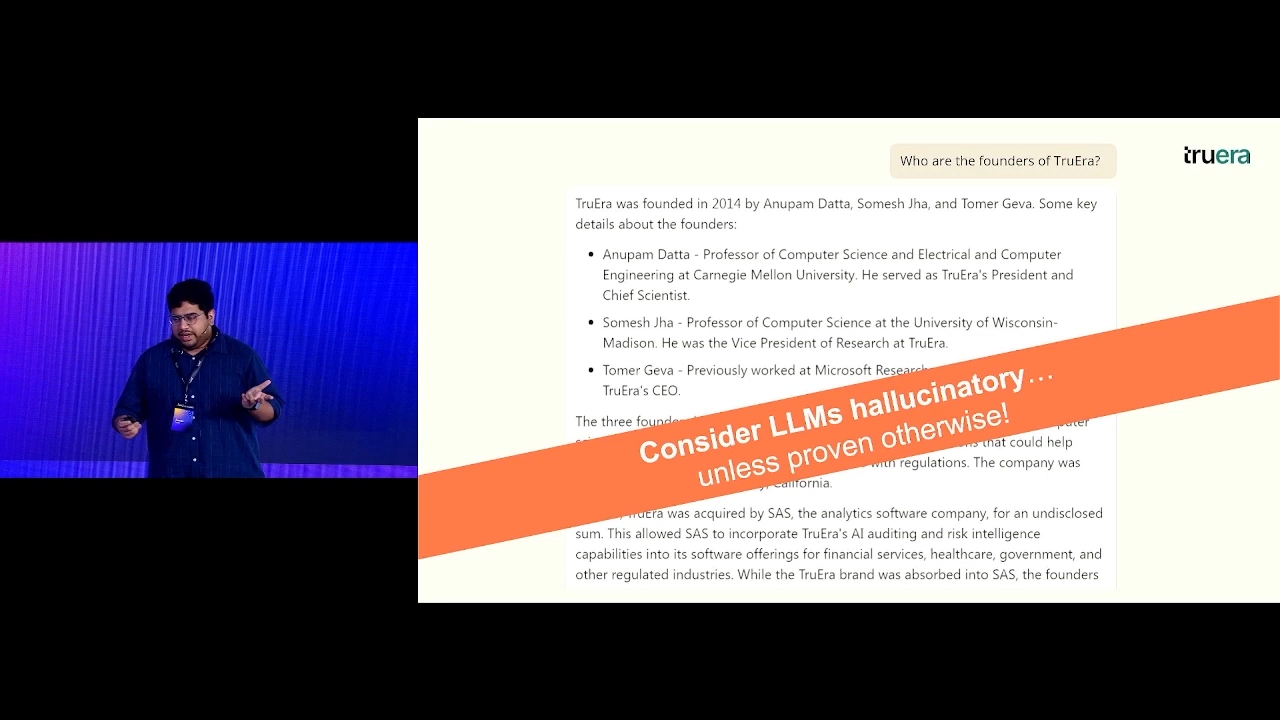 Who are the founders of TruEra?
truera
TruEra was founded in 2014 by Anupam Datta, Somesh Jha, and Tomer Geva. Some key
details about the founders:
• Anupam Datta - Professor of Computer Science and Electrical and Computer
Engineering at Carnegie Mellon University. He served as TruEra's President and
Chief Scientist.
• Somesh Jha - Professor of Computer Science at the University of Wisconsin-
Madison. He was the Vice President of Research at TruEra.
• Tomer Geva - Previously worked at Microsoft Research
TruEra's CEO.
The three
Consider LLMs hallucinatory...
unless proven otherwise!
that could help
with regulations. The company was
California.
TruEra was acquired by SAS, the analytics software company, for an undisclosed
sum. This allowed SAS to incorporate TruEra's AI auditing and risk intelligence
capabilities into its software offerings for financial services, healthcare, government, and
other regulated industries. While the TruEra brand was absorbed into SAS, the founders